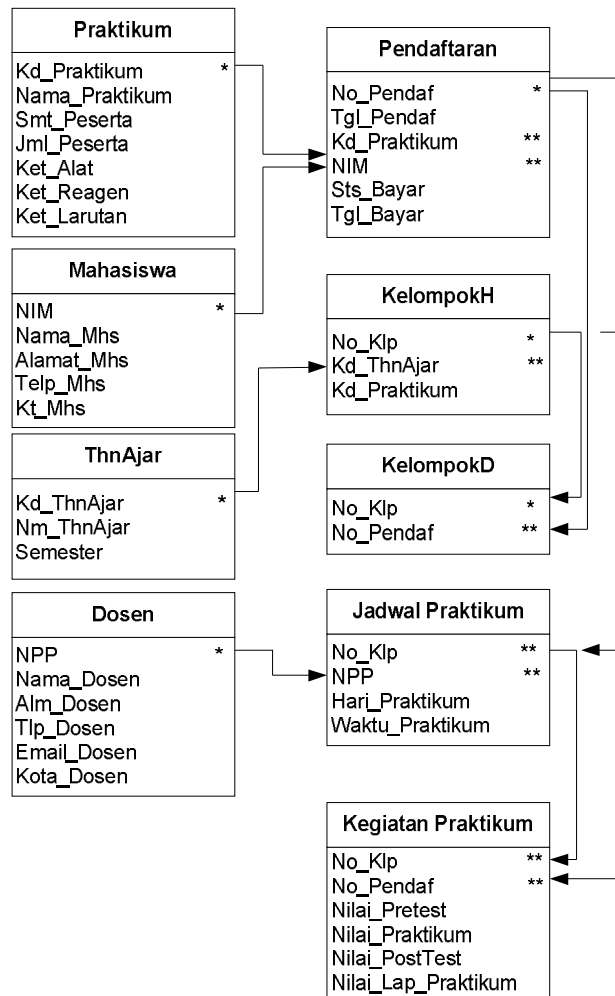 Praktikum
Kd_Praktikum *
Nama_Praktikum
Smt_Peserta
Jml_Peserta
Ket_Alat
Ket_Reagen
Ket_Larutan
Mahasiswa
NIM *
Nama_Mhs
Alamat_Mhs
Telp_Mhs
Kt_Mhs
ThnAjar
Kd_ThnAjar *
Nm_ThnAjar
Semester
Dosen
NPP *
Nama_Dosen
Alm_Dosen
Tlp_Dosen
Email_Dosen
Kota_Dosen
Pendaftaran
No_Pendaf *
Tgl_Pendaf
Kd_Praktikum **
NIM **
Sts_Bayar
Tgl_Bayar
KelompokH
No_Klp *
Kd_ThnAjar **
Kd_Praktikum
KelompokD
No_Klp *
No_Pendaf **
Jadwal Praktikum
No_Klp **
NPP **
Hari_Praktikum
Waktu_Praktikum
Kegiatan Praktikum
No_Klp **
No_Pendaf **
Nilai_Pretest
Nilai_Praktikum
Nilai_PostTest
Nilai_Lap_Praktikum